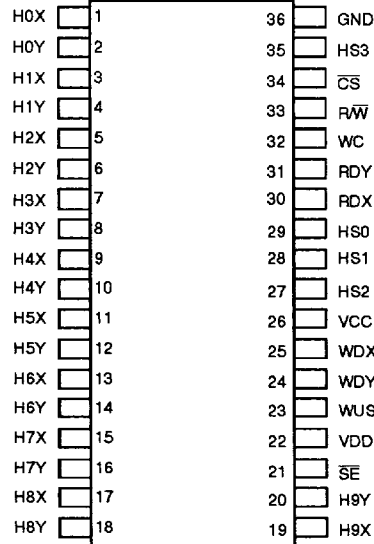 H0X 1 36 GND
H0Y 2 35 HS3
H1X 3 34 C̅S̅
H1Y 4 33 R/W̅
H2X 5 32 WC
H2Y 6 31 RDY
H3X 7 30 RDX
H3Y 8 29 HS0
H4X 9 28 HS1
H4Y 10 27 HS2
H5X 11 26 VCC
H5Y 12 25 WDX
H6X 13 24 WDY
H6Y 14 23 WUS
H7X 15 22 VDD
H7Y 16 21 S̅E̅
H8X 17 20 H9Y
H8Y 18 19 H9X